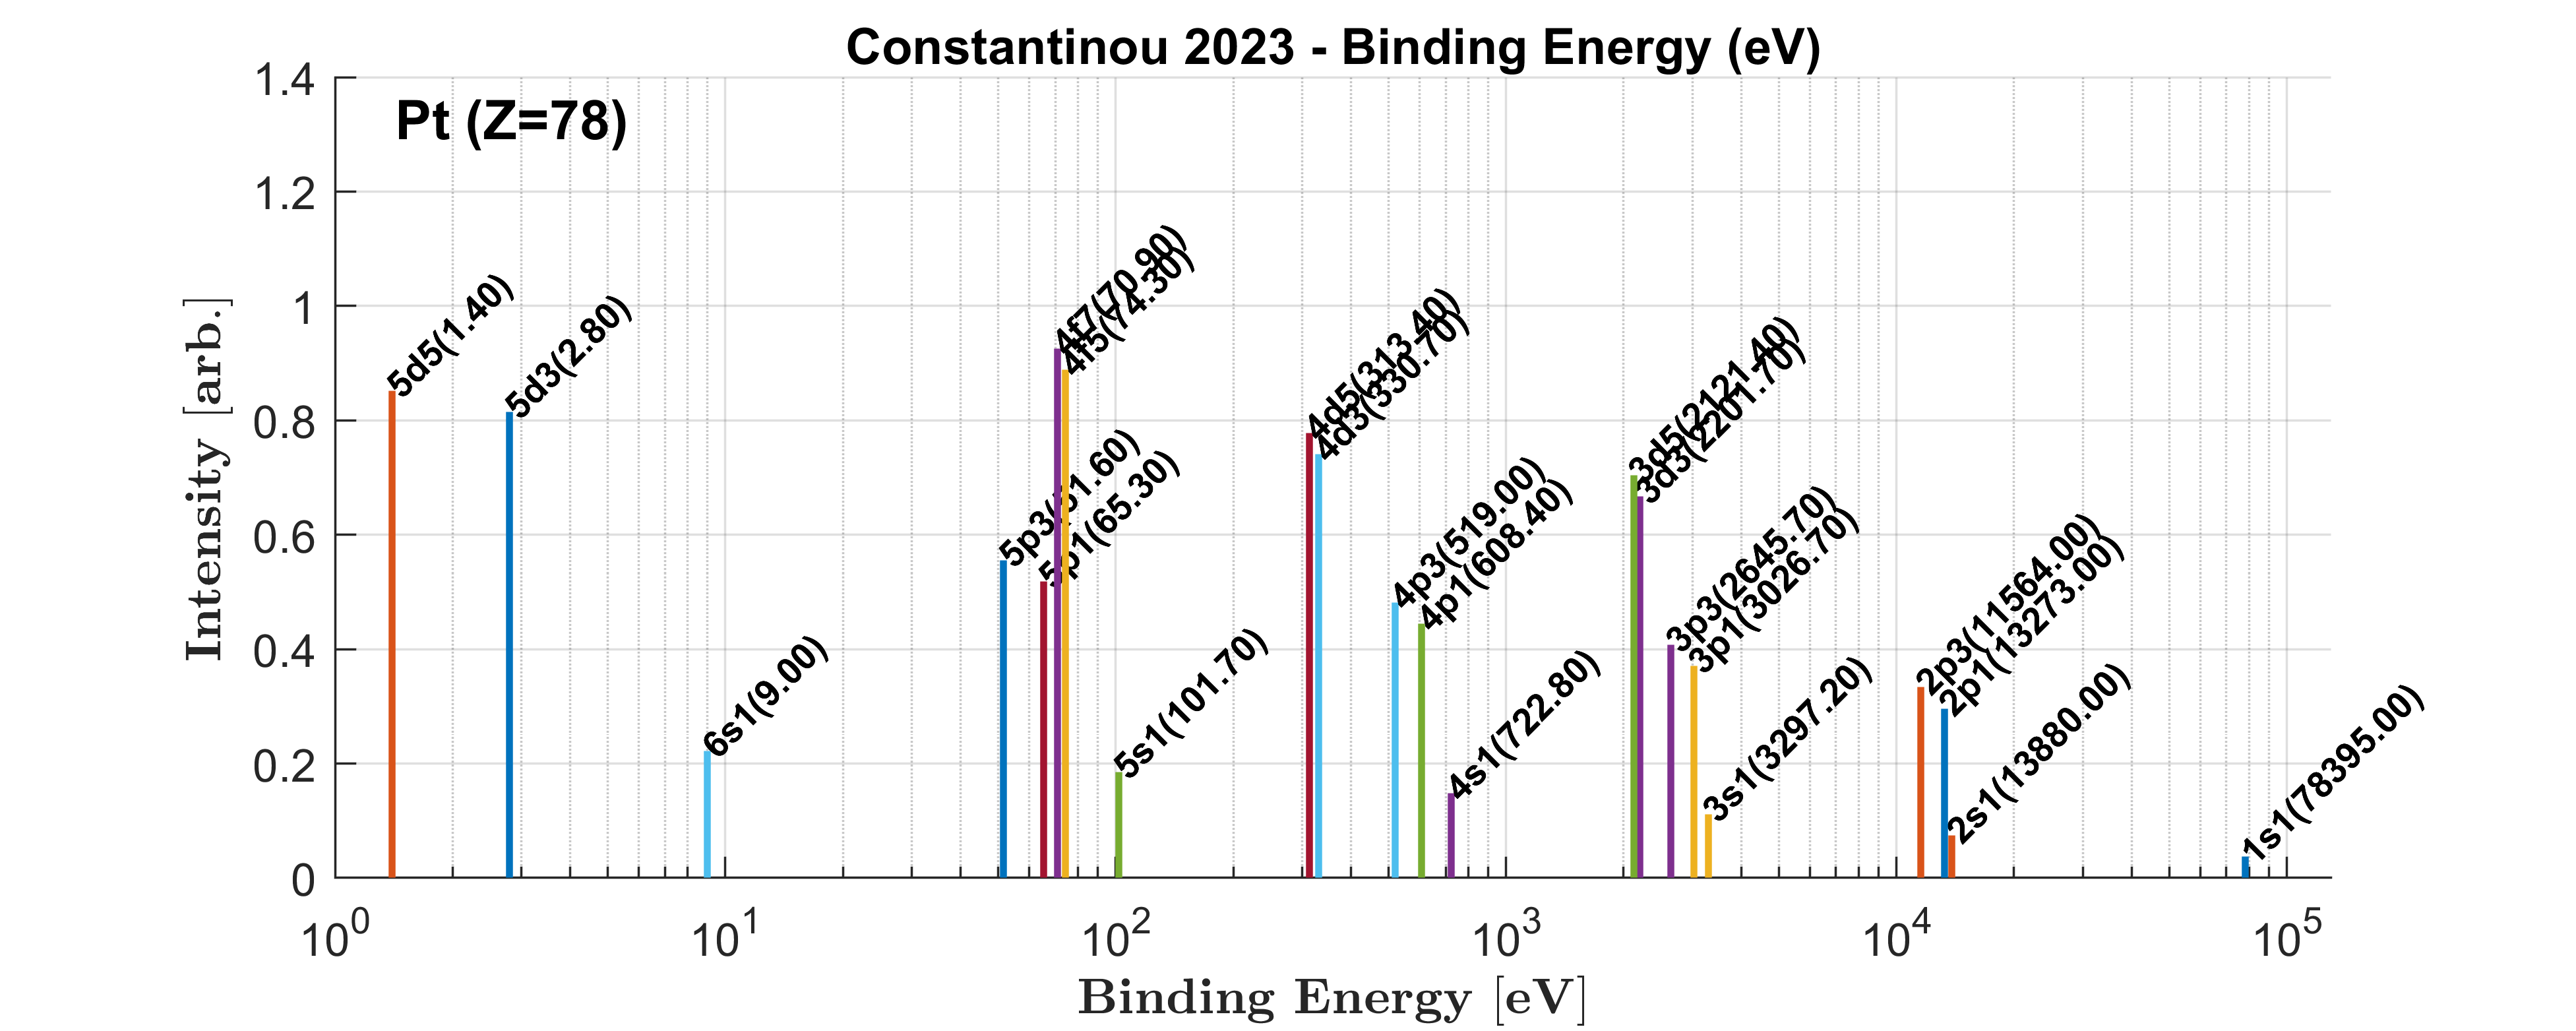 Constantinou 2023 - Binding Energy (eV)
Pt (Z=78)
Intensity [arb.]
1.4
1.2
1
0.8
0.6
0.4
0.2
0
5d5(1.40)
5d3(2.80)
6s1(9.00)
5p3(51.60)
5p1(65.30)
4f7(70.90)
4f5(74.30)
5s1(101.70)
4d5(313.40)
4d3(330.70)
4p3(519.00)
4p1(608.40)
4s1(722.80)
3d5(2121.40)
3d3(2201.70)
3p3(2645.70)
3p1(3026.70)
3s1(3297.20)
2p3(11564.00)
2p1(13273.00)
2s1(13880.00)
1s1(78395.00)
10^0 10^1 10^2 10^3 10^4 10^5
Binding Energy [eV]